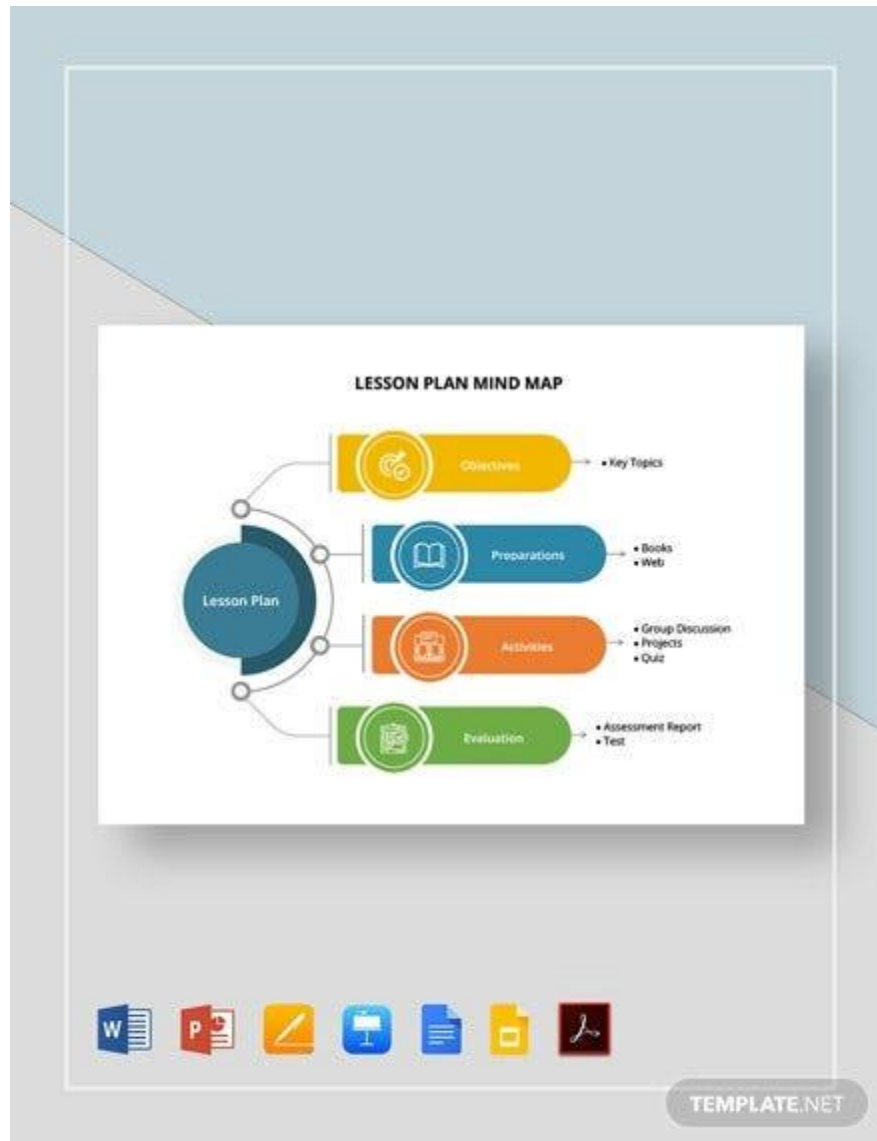 LESSON PLAN MIND MAP
Objectives
• Key Topics
Preparations
• Books
• Web
Lesson Plan
Activities
• Group Discussion
• Projects
• Quiz
Evaluation
• Assessment Report
• Test
W
P
TEMPLATE.NET